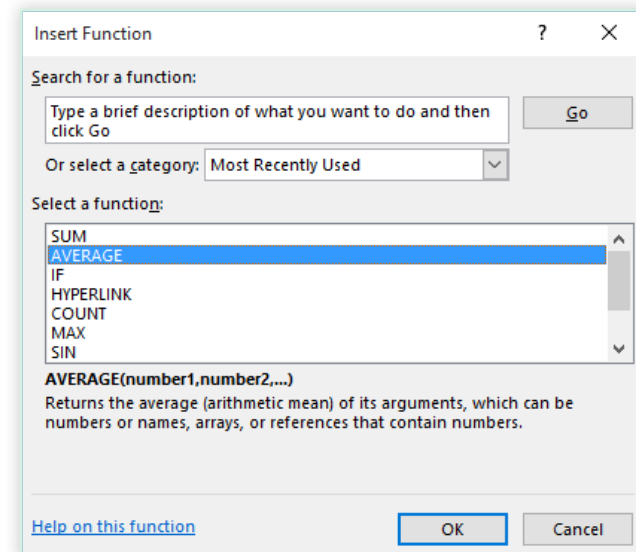 Insert Function
?
Search for a function:
Type a brief description of what you want to do and then
click Go
Go
Or select a category: Most Recently Used
Select a function:
SUM
AVERAGE
IF
HYPERLINK
COUNT
MAX
SIN
AVERAGE(number1,number2,...)
Returns the average (arithmetic mean) of its arguments, which can be
numbers or names, arrays, or references that contain numbers.
Help on this function
OK
Cancel